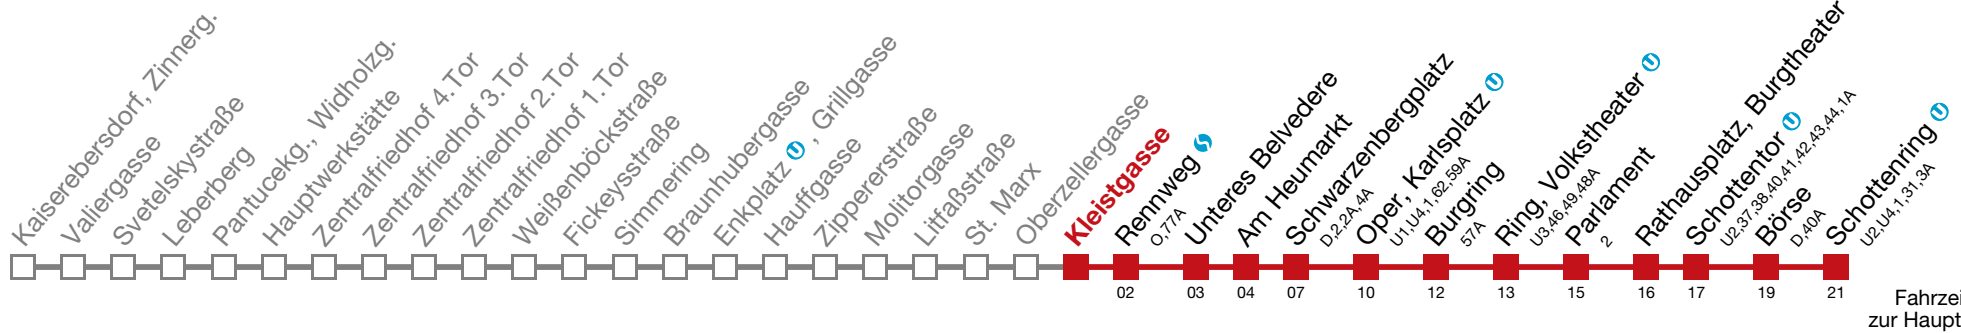 Kaiserebersdorf, Zinnerg.
Valiergasse
Svetelskystraße
Leberberg
Pantucekg., Widholzg.
Hauptwerkstätte
Zentralfriedhof 4. Tor
Zentralfriedhof 3. Tor
Zentralfriedhof 2. Tor
Zentralfriedhof 1. Tor
Weißenböckstraße
Fickeysstraße
Simmering
Braunhubergasse
Enkplatz U , Grillgasse
Hauffgasse
Zippererstraße
Molitorgasse
Litfaßstraße
St. Marx
Oberzellergasse
Kleistgasse
Rennweg
O,77A
Unteres Belvedere
Am Heumarkt
Schwarzenbergplatz
D,2,2A,4A
Oper, Karlsplatz U
U1,U4,1,62,59A
Burgring
57A
Ring, Volkstheater U
U3,46,49,48A
Parlament
2
Rathausplatz, Burgtheater
Schottentor U
U2,37,38,40,41,42,43,44,1A
Börse
D,40A
Schottenring U
U2,U4,1,31,3A
02 03 04 07 10 12 13 15 16 17 19 21
Fahrzei
zur Haupt